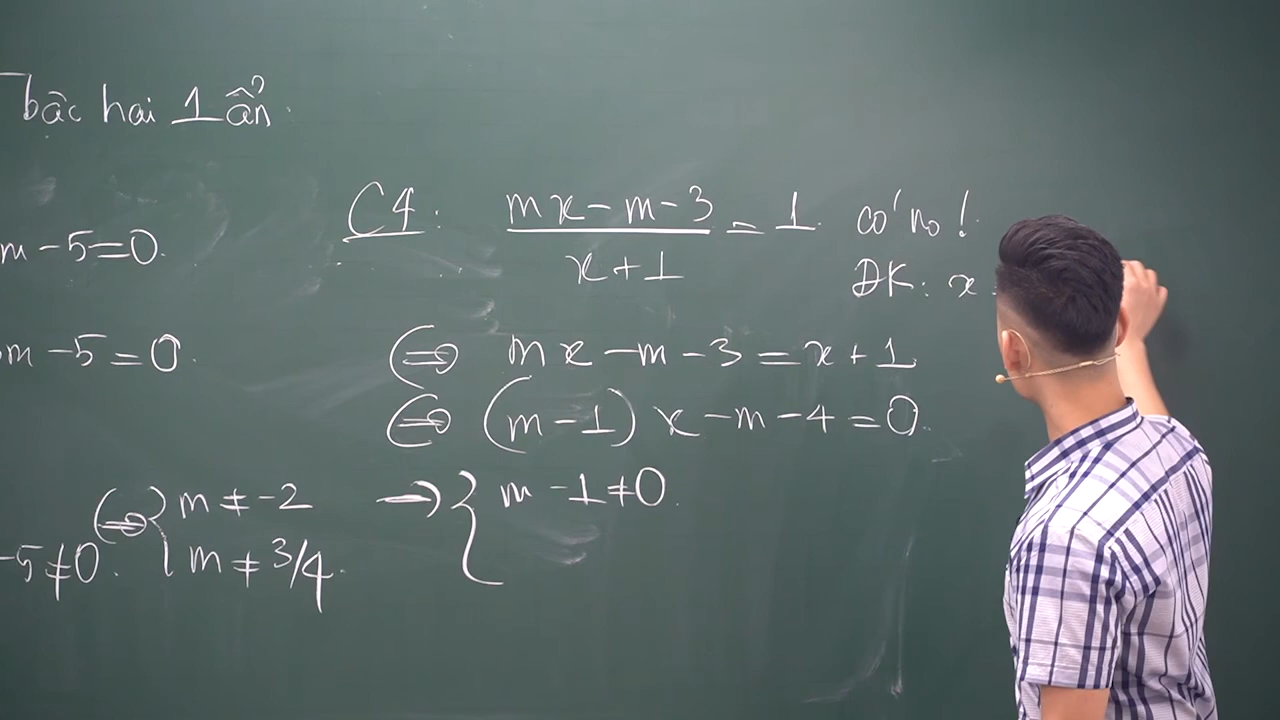 bậc hai 1 ẩn.
m - 5 = 0.
m - 5 = 0.
-5 ≠ 0. ⇔ { m ≠ -2
m ≠ 3/4.
C4: (mx - m - 3)/(x + 1) = 1. có no!
ĐK: x
⇔ mx - m - 3 = x + 1
⇔ (m - 1) x - m - 4 = 0.
→ { m - 1 ≠ 0.